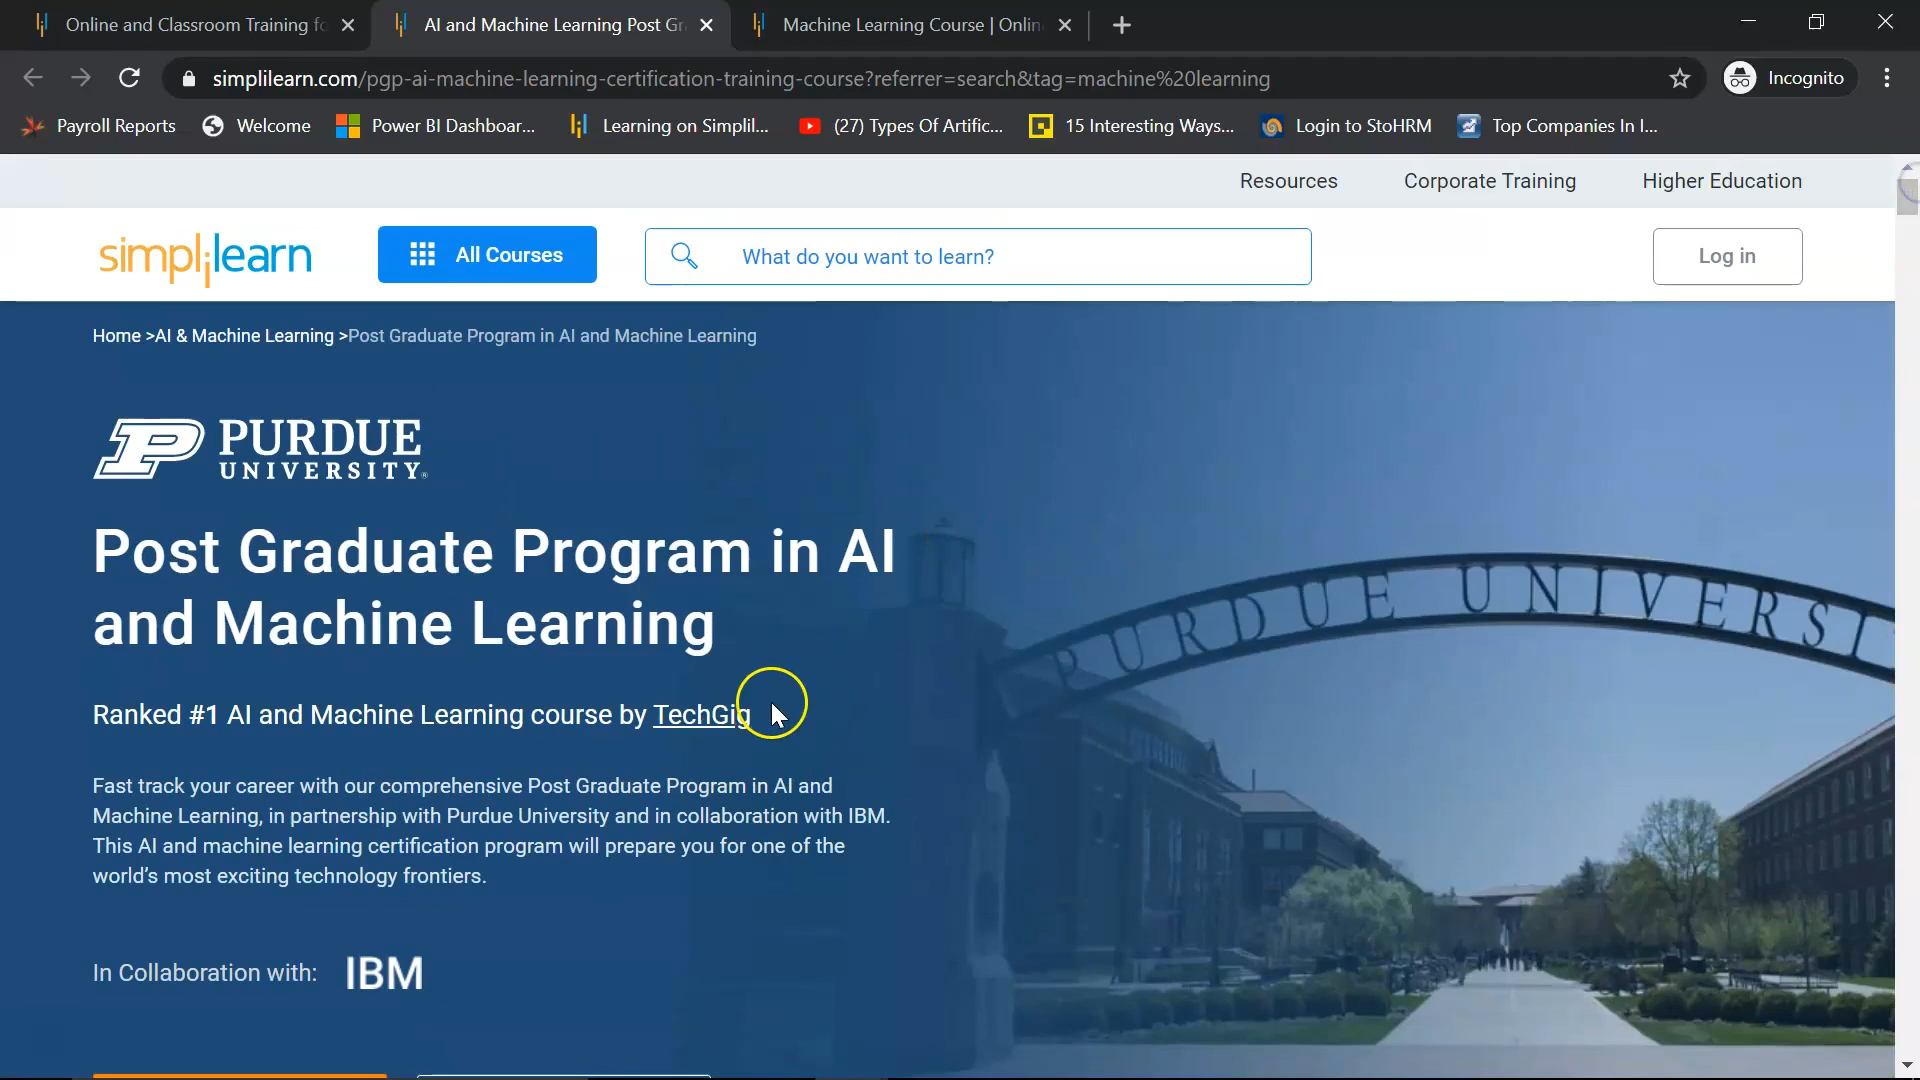 Online and Classroom Training fo
AI and Machine Learning Post Gr
Machine Learning Course | Onlin
simplilearn.com/pgp-ai-machine-learning-certification-training-course?referrer=search&tag=machine%20learning
Incognito
Payroll Reports
Welcome
Power BI Dashboar...
Learning on Simplil...
(27) Types Of Artific...
15 Interesting Ways...
Login to StoHRM
Top Companies In I...
Resources
Corporate Training
Higher Education
simplilearn
All Courses
What do you want to learn?
Log in
Home >AI & Machine Learning >Post Graduate Program in AI and Machine Learning
PURDUE
UNIVERSITY®
Post Graduate Program in AI
and Machine Learning
PURDUE UNIVERSI
Ranked #1 AI and Machine Learning course by TechGig
Fast track your career with our comprehensive Post Graduate Program in AI and
Machine Learning, in partnership with Purdue University and in collaboration with IBM.
This AI and machine learning certification program will prepare you for one of the
world's most exciting technology frontiers.
In Collaboration with: IBM